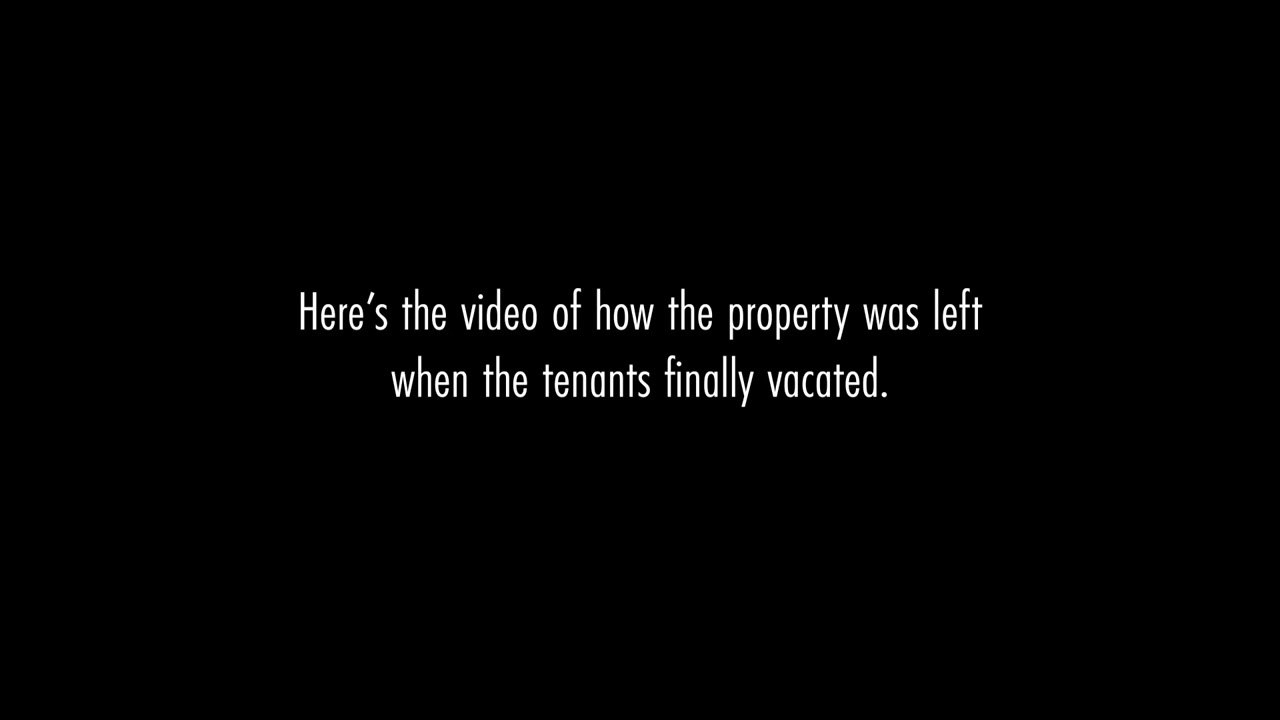 Here’s the video of how the property was left
when the tenants finally vacated.